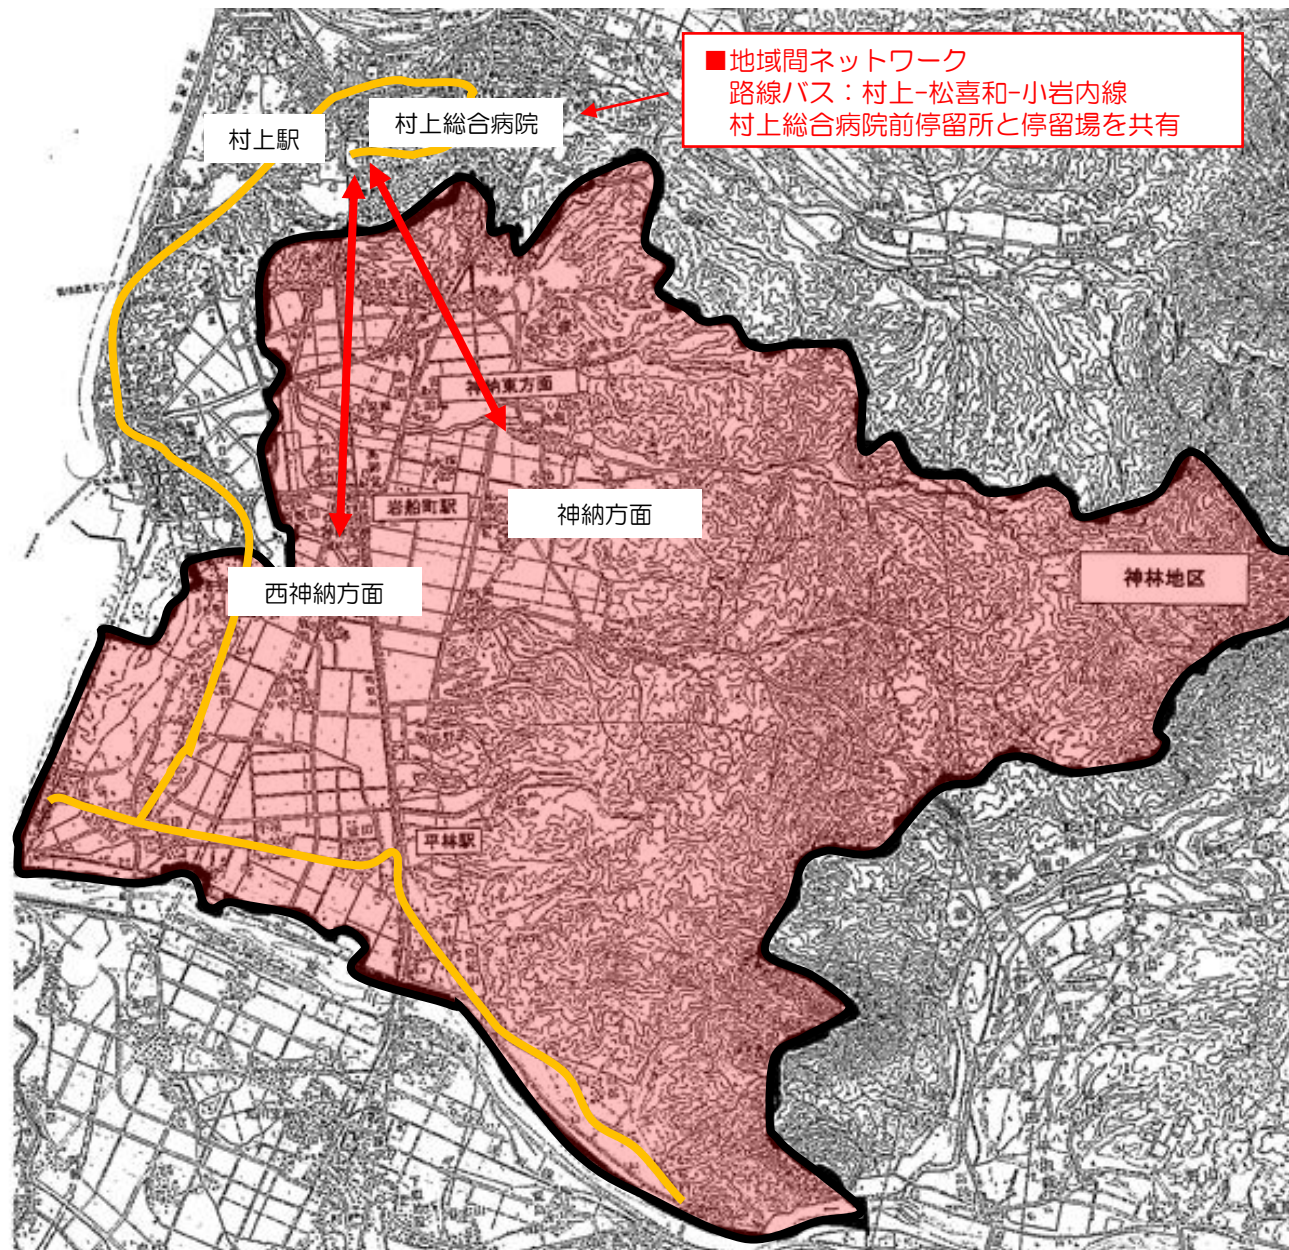 ■地域間ネットワーク
路線バス：村上-松喜和-小岩内線
村上総合病院前停留所と停留場を共有
村上総合病院
村上駅
神納東方面
岩船町駅
神納方面
西神納方面
神林地区
平林駅